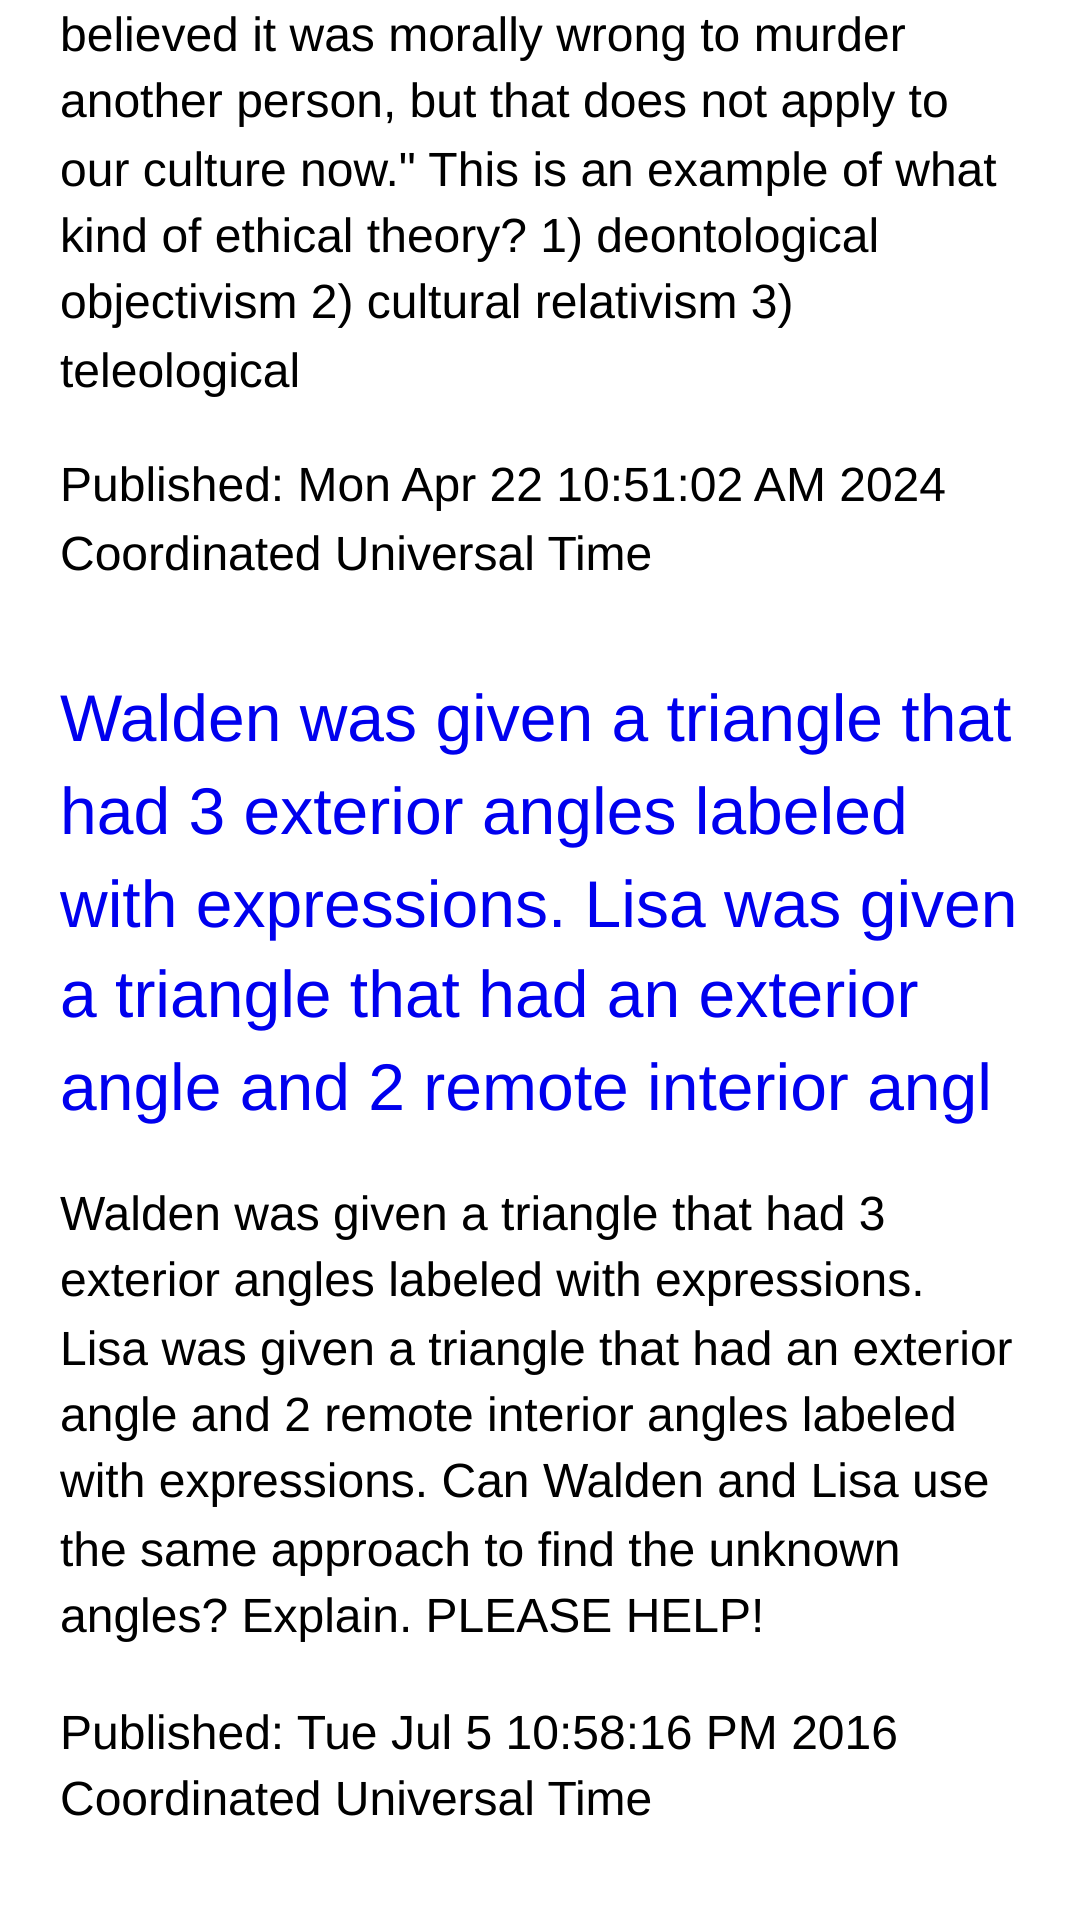 believed it was morally wrong to murder
another person, but that does not apply to
our culture now." This is an example of what
kind of ethical theory? 1) deontological
objectivism 2) cultural relativism 3)
teleological
Published: Mon Apr 22 10:51:02 AM 2024
Coordinated Universal Time
Walden was given a triangle that
had 3 exterior angles labeled
with expressions. Lisa was given
a triangle that had an exterior
angle and 2 remote interior angl
Walden was given a triangle that had 3
exterior angles labeled with expressions.
Lisa was given a triangle that had an exterior
angle and 2 remote interior angles labeled
with expressions. Can Walden and Lisa use
the same approach to find the unknown
angles? Explain. PLEASE HELP!
Published: Tue Jul 5 10:58:16 PM 2016
Coordinated Universal Time